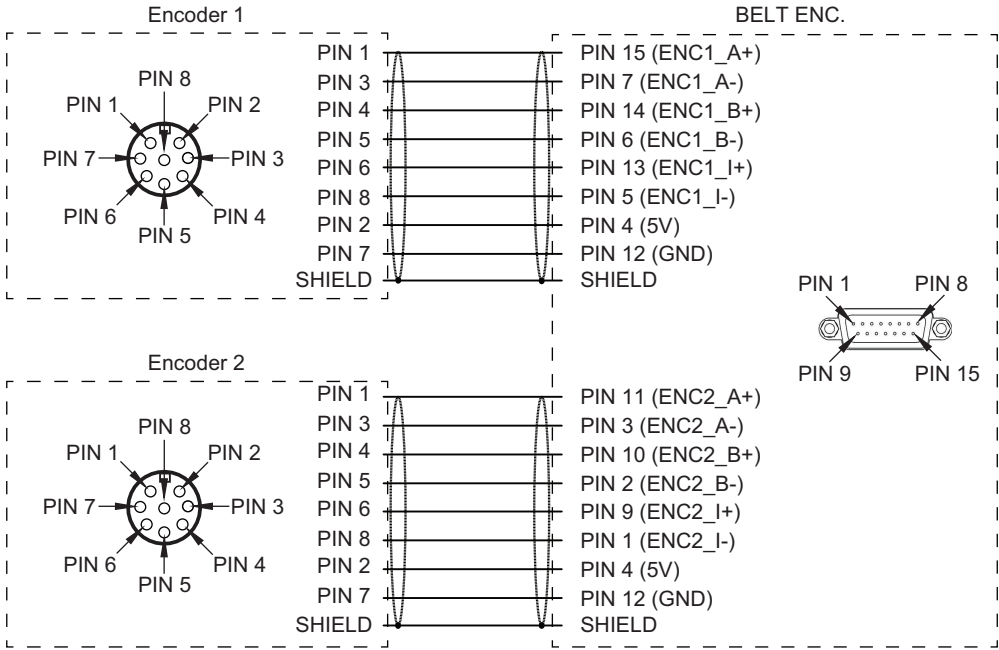 Encoder 1
BELT ENC.
PIN 8
PIN 1
PIN 2
PIN 7
PIN 3
PIN 6
PIN 4
PIN 5
PIN 1 PIN 15 (ENC1_A+)
PIN 3 PIN 7 (ENC1_A-)
PIN 4 PIN 14 (ENC1_B+)
PIN 5 PIN 6 (ENC1_B-)
PIN 6 PIN 13 (ENC1_I+)
PIN 8 PIN 5 (ENC1_I-)
PIN 2 PIN 4 (5V)
PIN 7 PIN 12 (GND)
SHIELD SHIELD
PIN 1 PIN 8
PIN 9 PIN 15
Encoder 2
PIN 8
PIN 1
PIN 2
PIN 7
PIN 3
PIN 6
PIN 4
PIN 5
PIN 1 PIN 11 (ENC2_A+)
PIN 3 PIN 3 (ENC2_A-)
PIN 4 PIN 10 (ENC2_B+)
PIN 5 PIN 2 (ENC2_B-)
PIN 6 PIN 9 (ENC2_I+)
PIN 8 PIN 1 (ENC2_I-)
PIN 2 PIN 4 (5V)
PIN 7 PIN 12 (GND)
SHIELD SHIELD